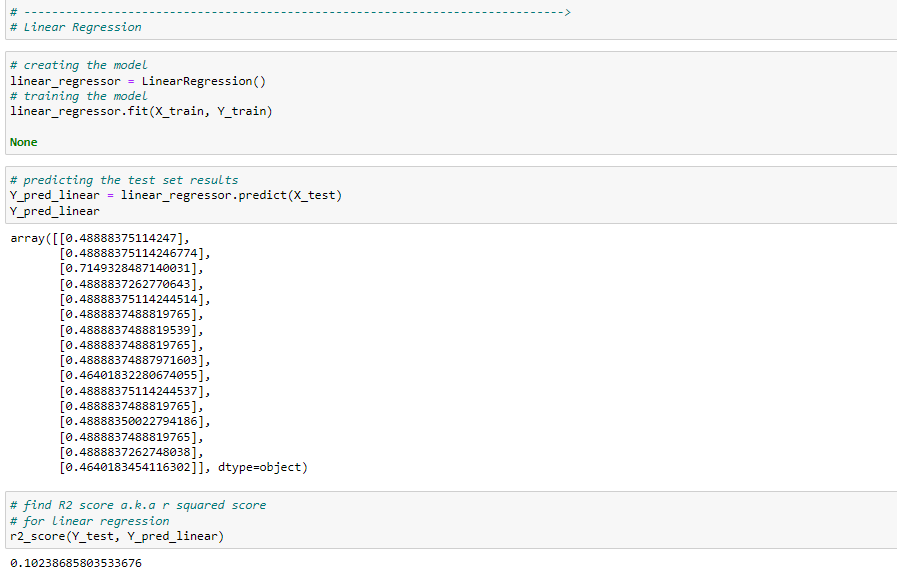 # ------------------------------------------------------------------------------>
# Linear Regression
# creating the model
linear_regressor = LinearRegression()
# training the model
linear_regressor.fit(X_train, Y_train)
None
# predicting the test set results
Y_pred_linear = linear_regressor.predict(X_test)
Y_pred_linear
array([[0.48888375114247],
[0.48888375114246774],
[0.7149328487140031],
[0.4888837262770643],
[0.48888375114244514],
[0.4888837488819765],
[0.4888837488819539],
[0.4888837488819765],
[0.48888374887971603],
[0.46401832280674055],
[0.48888375114244537],
[0.4888837488819765],
[0.48888350022794186],
[0.4888837488819765],
[0.4888837262748038],
[0.4640183454116302]], dtype=object)
# find R2 score a.k.a r squared score
# for linear regression
r2_score(Y_test, Y_pred_linear)
0.10238685803533676